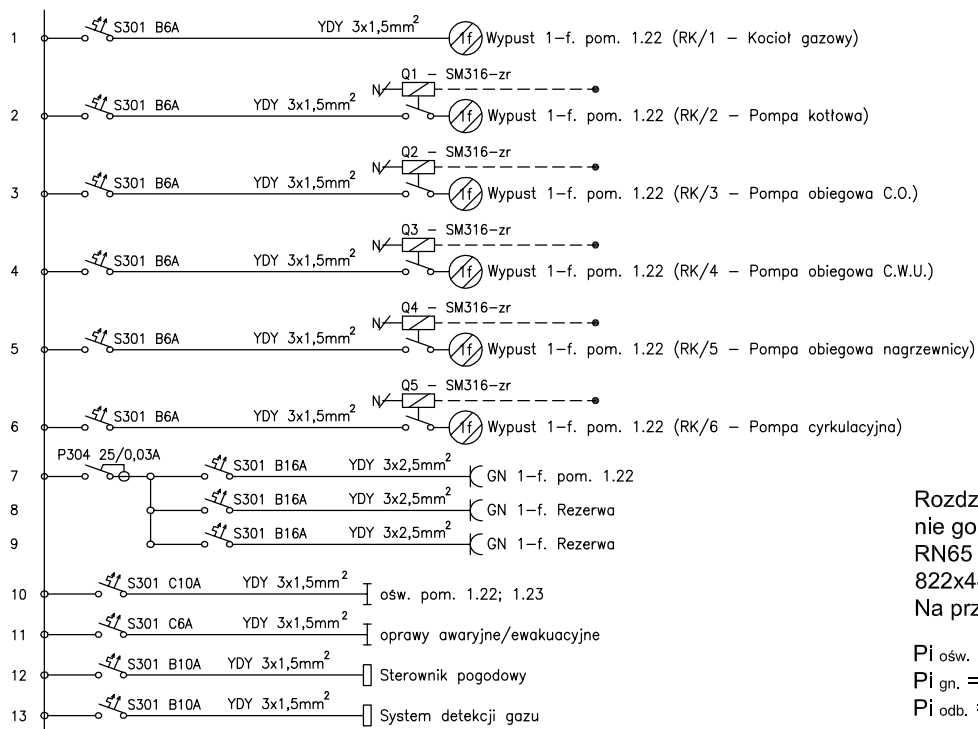 1 S301 B6A YDY 3x1,5mm² 1f Wypust 1-f. pom. 1.22 (RK/1 - Kocioł gazowy)
N Q1 - SM316-zr
2 S301 B6A YDY 3x1,5mm² 1f Wypust 1-f. pom. 1.22 (RK/2 - Pompa kotłowa)
N Q2 - SM316-zr
3 S301 B6A YDY 3x1,5mm² 1f Wypust 1-f. pom. 1.22 (RK/3 - Pompa obiegowa C.O.)
N Q3 - SM316-zr
4 S301 B6A YDY 3x1,5mm² 1f Wypust 1-f. pom. 1.22 (RK/4 - Pompa obiegowa C.W.U.)
N Q4 - SM316-zr
5 S301 B6A YDY 3x1,5mm² 1f Wypust 1-f. pom. 1.22 (RK/5 - Pompa obiegowa nagrzewnicy)
N Q5 - SM316-zr
6 S301 B6A YDY 3x1,5mm² 1f Wypust 1-f. pom. 1.22 (RK/6 - Pompa cyrkulacyjna)
P304 25/0,03A
7 S301 B16A YDY 3x2,5mm² GN 1-f. pom. 1.22
8 S301 B16A YDY 3x2,5mm² GN 1-f. Rezerwa
9 S301 B16A YDY 3x2,5mm² GN 1-f. Rezerwa
10 S301 C10A YDY 3x1,5mm² ośw. pom. 1.22; 1.23
11 S301 C6A YDY 3x1,5mm² oprawy awaryjne/ewakuacyjne
12 S301 B10A YDY 3x1,5mm² Sterownik pogodowy
13 S301 B10A YDY 3x1,5mm² System detekcji gazu
Rozdz
nie go
RN65
822x4
Na prz
Pi ośw.
Pi gn. =
Pi odb. =